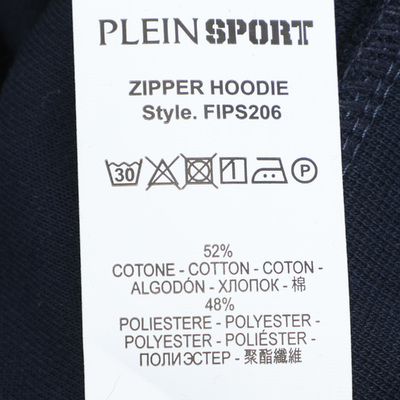 PLEIN SPORT
ZIPPER HOODIE
Style. FIPS206
30 P
52%
COTONE - COTTON - COTON -
ALGODÓN - ХЛОПОК - 棉
48%
POLIESTERE - POLYESTER -
POLYESTER - POLIÉSTER -
ПОЛИЭСТЕР - 聚酯纖維